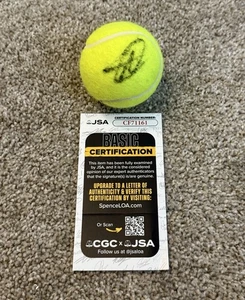 JSA CERTIFICATION NUMBER
CF71161
BASIC
CERTIFICATION
This item has been fully examined
by JSA, and it is the considered
opinion of our expert authenticators
that the signature(s) is/are genuine.
UPGRADE TO A LETTER OF
AUTHENTICITY & VERIFY THIS
CERTIFICATION BY VISITING:
SpenceLOA.com
Or Scan
CGC x JSA
Follow us at @jsaloa